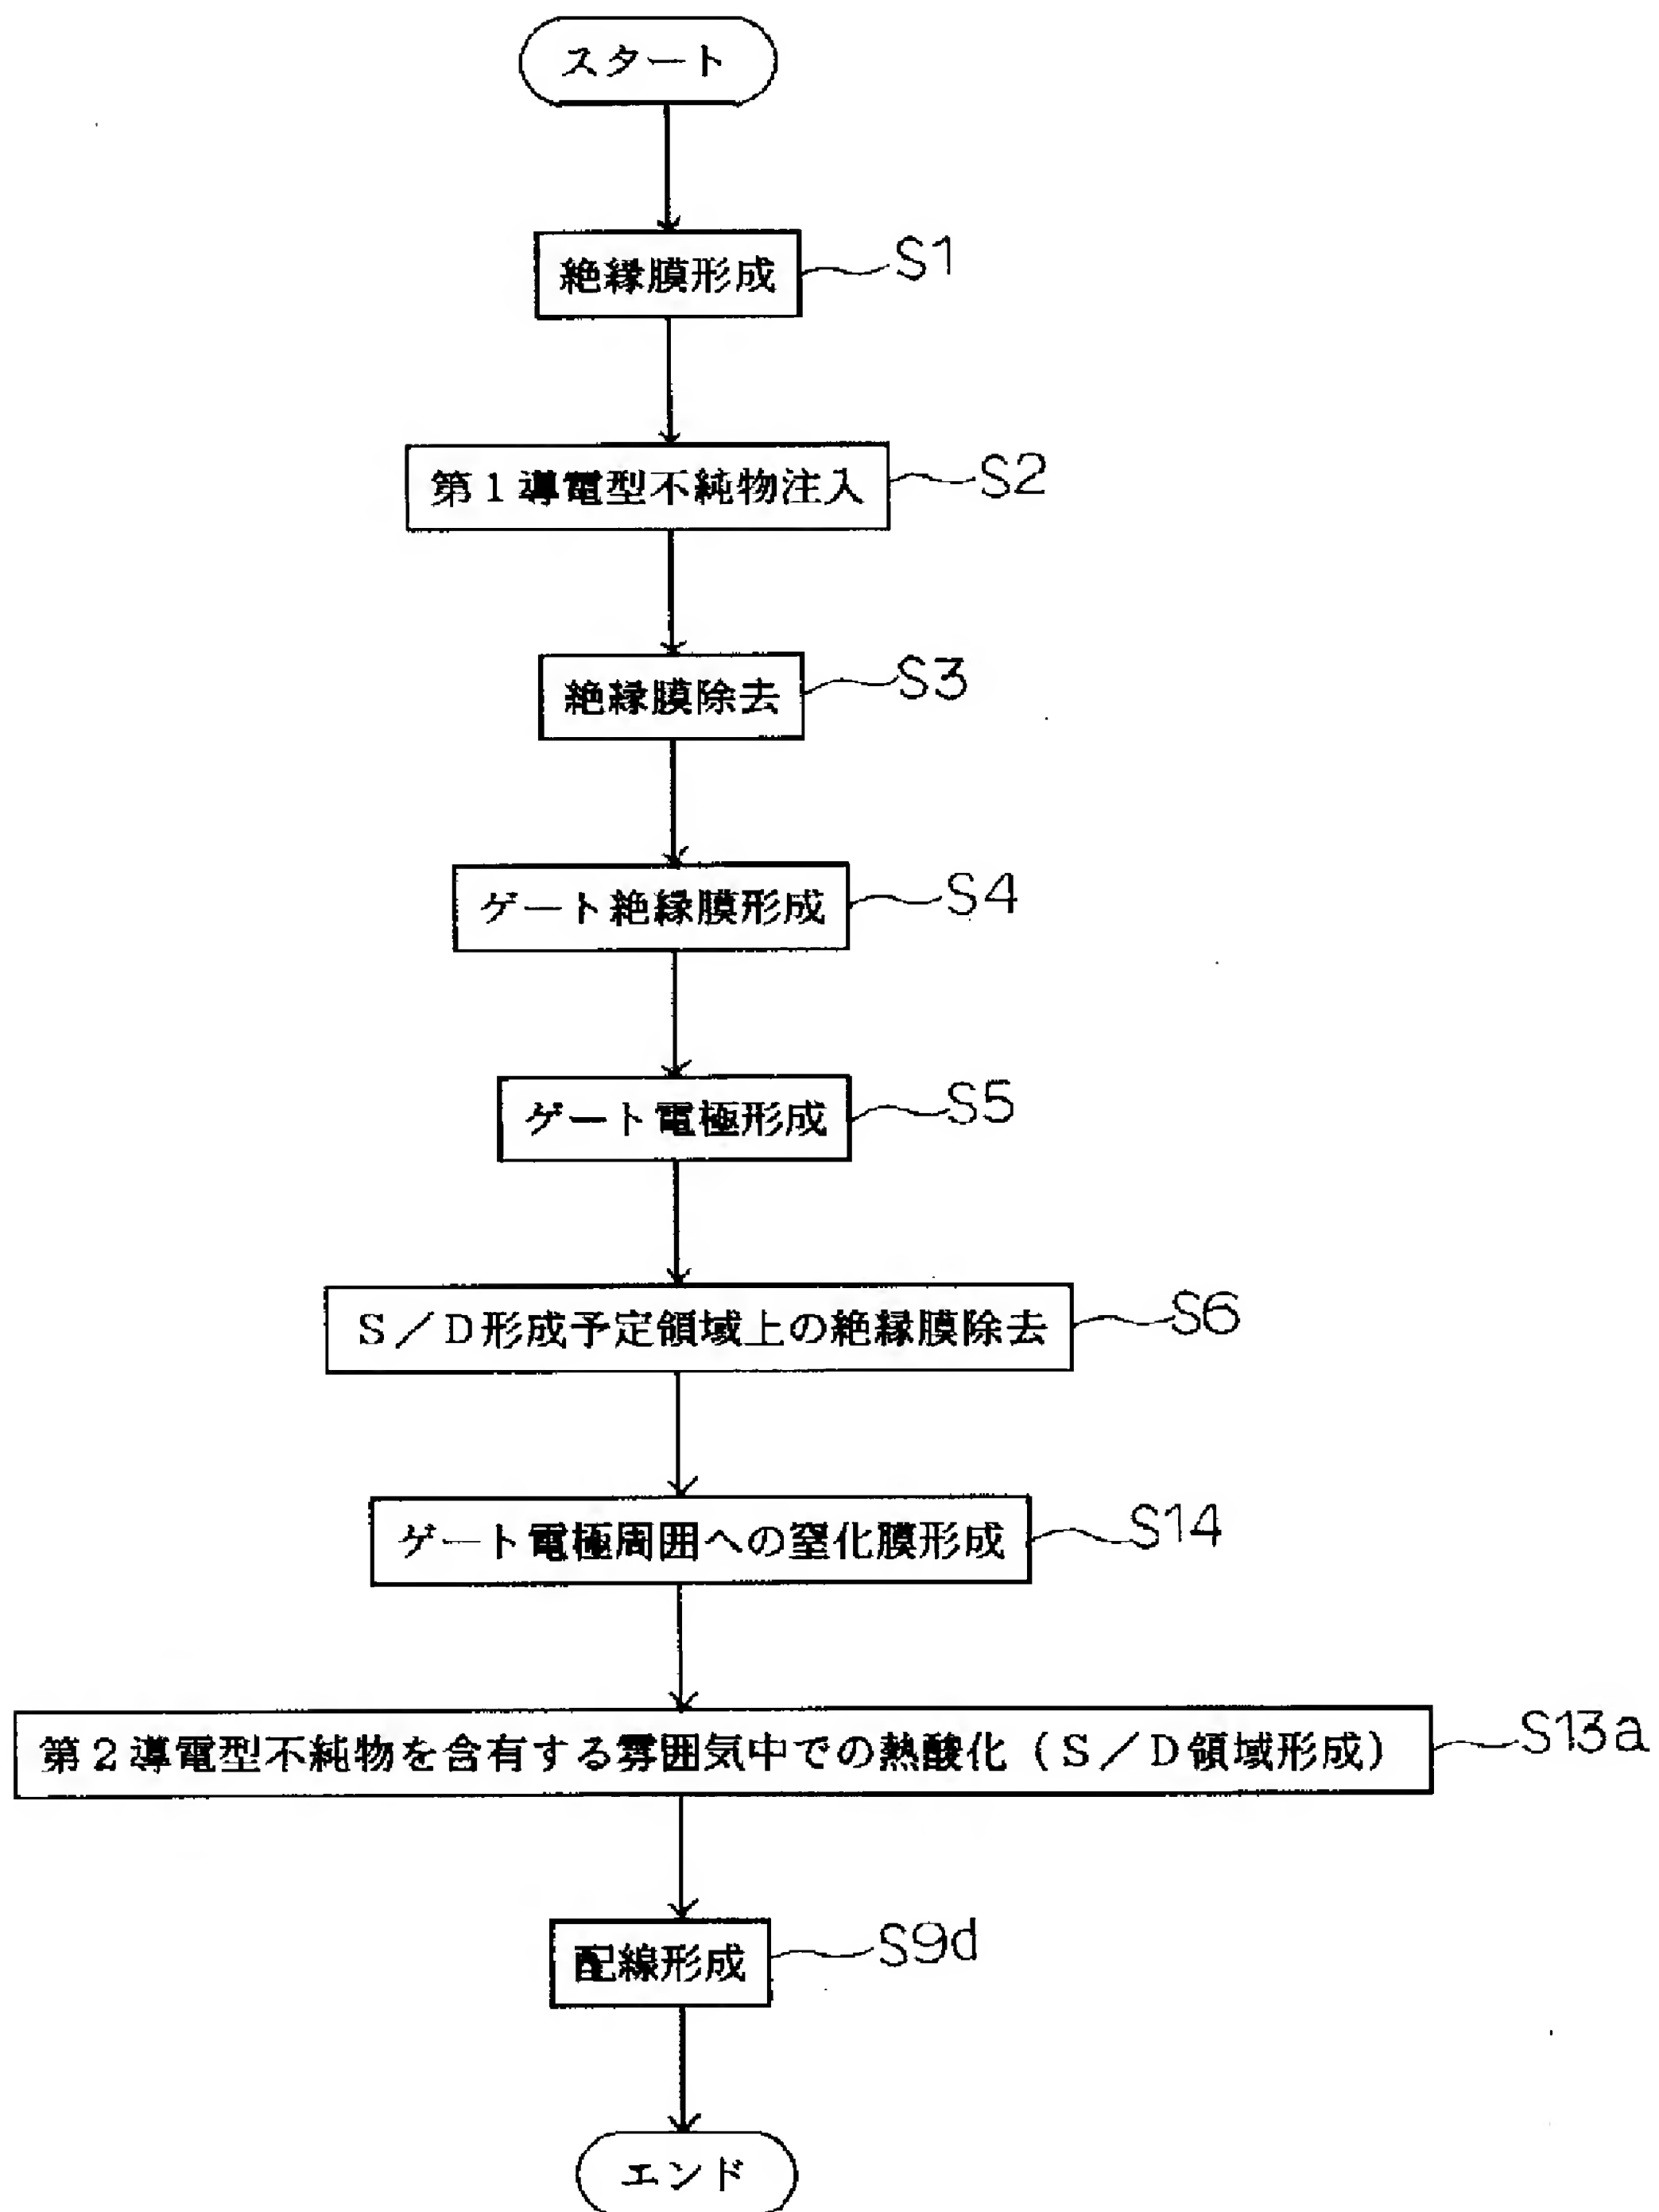 スタート
絶縁膜形成 S1
第1導電型不純物注入 S2
絶縁膜除去 S3
ゲート絶縁膜形成 S4
ゲート電極形成 S5
S/D形成予定領域上の絶縁膜除去 S6
ゲート電極周囲への窒化膜形成 S14
第2導電型不純物を含有する雰囲気中での熱酸化(S/D領域形成) S13a
配線形成 S9d
エンド